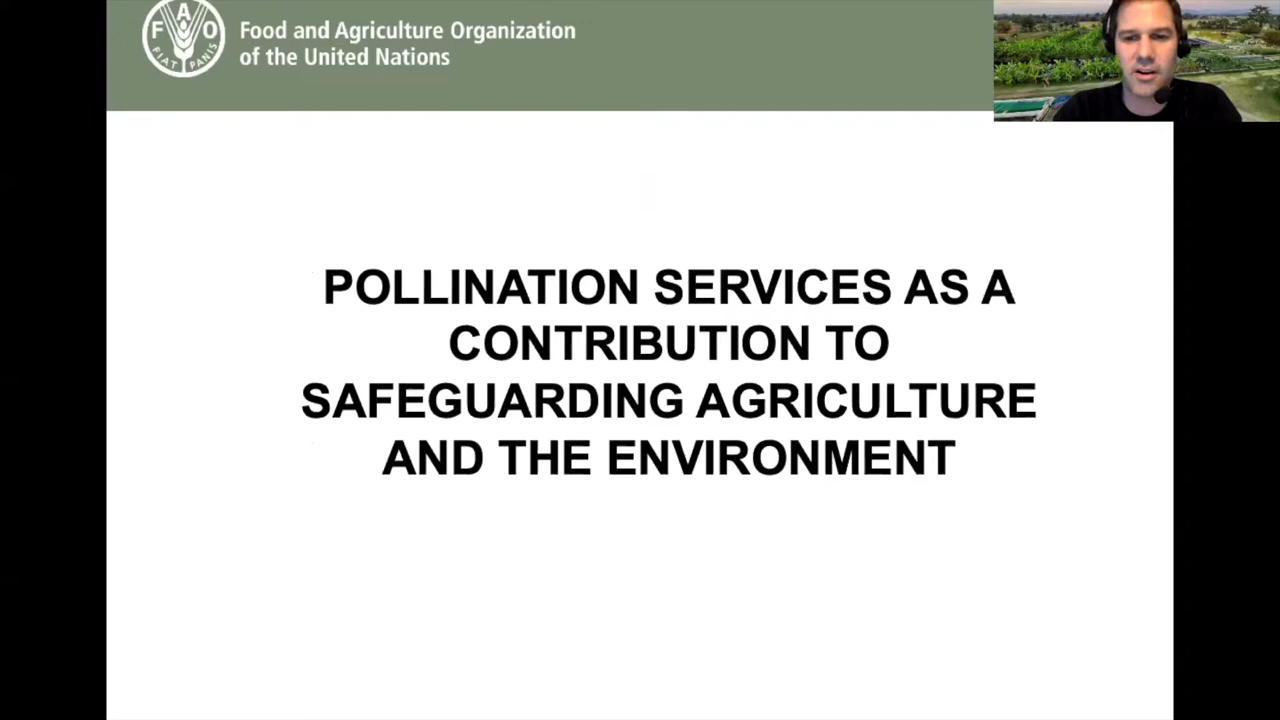 FAO
FIAT PANIS
Food and Agriculture Organization
of the United Nations
POLLINATION SERVICES AS A
CONTRIBUTION TO
SAFEGUARDING AGRICULTURE
AND THE ENVIRONMENT